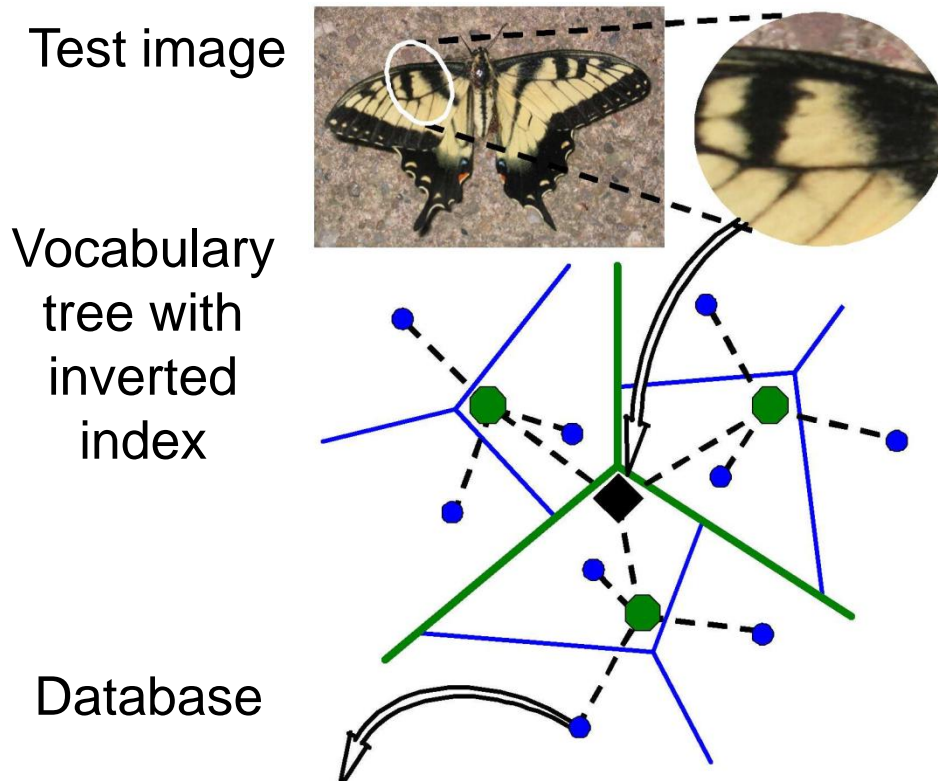 Test image
Vocabulary
tree with
inverted
index
Database